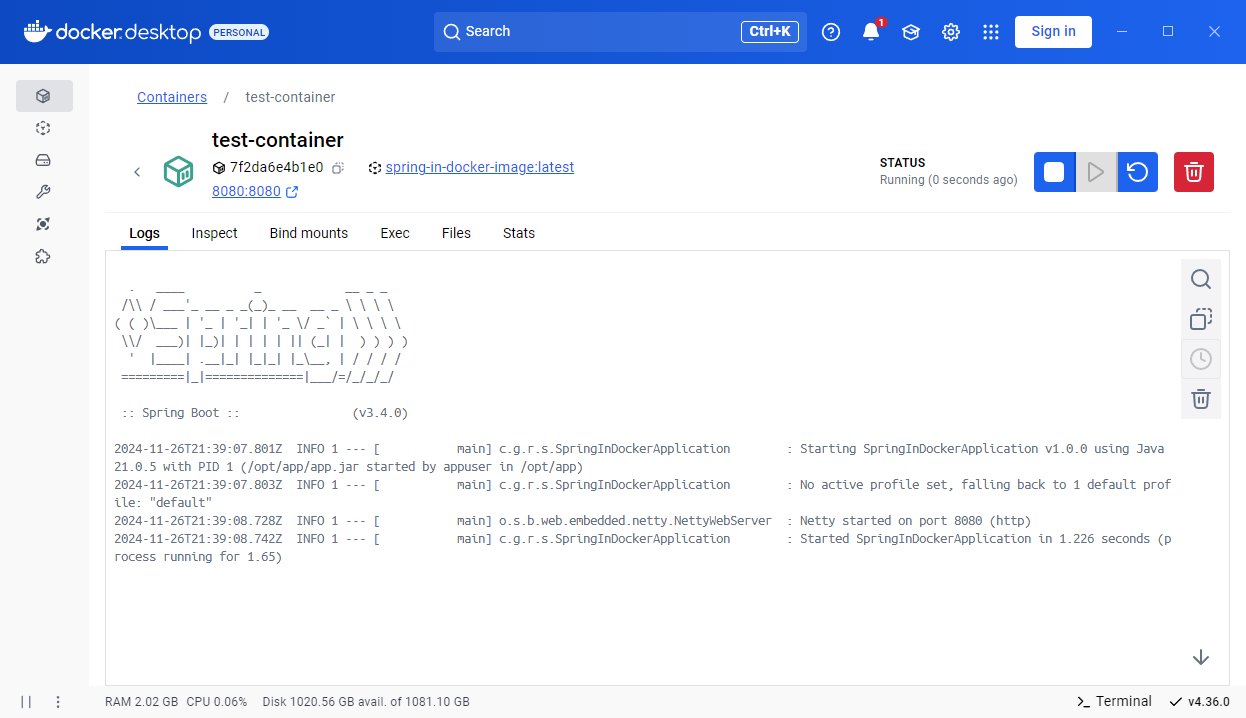 docker desktop PERSONAL
Search Ctrl+K
1
Sign in
Containers / test-container
test-container
7f2da6e4b1e0
spring-in-docker-image:latest
8080:8080
STATUS
Running (0 seconds ago)
Logs Inspect Bind mounts Exec Files Stats
  .   ____          _            __ _ _
 /\\ / ___'_ __ _ _(_)_ __  __ _ \ \ \ \
( ( )\___ | '_ | '_| | '_ \/ _` | \ \ \ \
 \\/  ___)| |_)| | | | | || (_| |  ) ) ) )
  '  |____| .__|_| |_|_| |_\__, | / / / /
 =========|_|==============|___/=/_/_/_/
 :: Spring Boot ::                (v3.4.0)
2024-11-26T21:39:07.801Z  INFO 1 --- [           main] c.g.r.s.SpringInDockerApplication        : Starting SpringInDockerApplication v1.0.0 using Java
21.0.5 with PID 1 (/opt/app/app.jar started by appuser in /opt/app)
2024-11-26T21:39:07.803Z  INFO 1 --- [           main] c.g.r.s.SpringInDockerApplication        : No active profile set, falling back to 1 default prof
ile: "default"
2024-11-26T21:39:08.728Z  INFO 1 --- [           main] o.s.b.web.embedded.netty.NettyWebServer  : Netty started on port 8080 (http)
2024-11-26T21:39:08.742Z  INFO 1 --- [           main] c.g.r.s.SpringInDockerApplication        : Started SpringInDockerApplication in 1.226 seconds (p
rocess running for 1.65)
RAM 2.02 GB CPU 0.06% Disk 1020.56 GB avail. of 1081.10 GB
>_ Terminal
v4.36.0